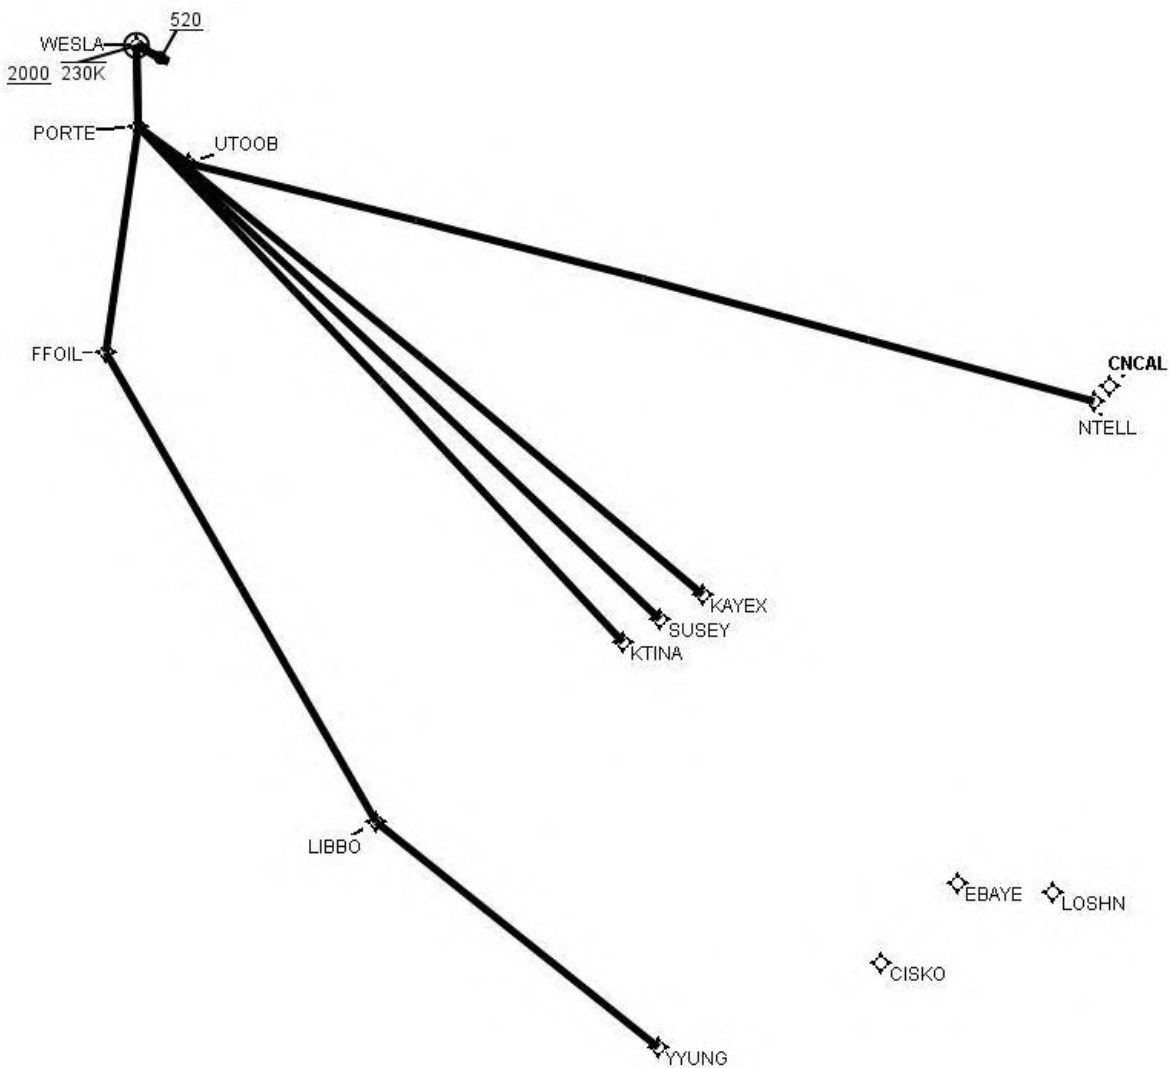 520
WESLA
2000 230K
PORTE
UTOOB
FFOIL
CNCAL
NTELL
KAYEX
SUSEY
KTINA
LIBBO
EBAYE
LOSHN
CISKO
YYUNG